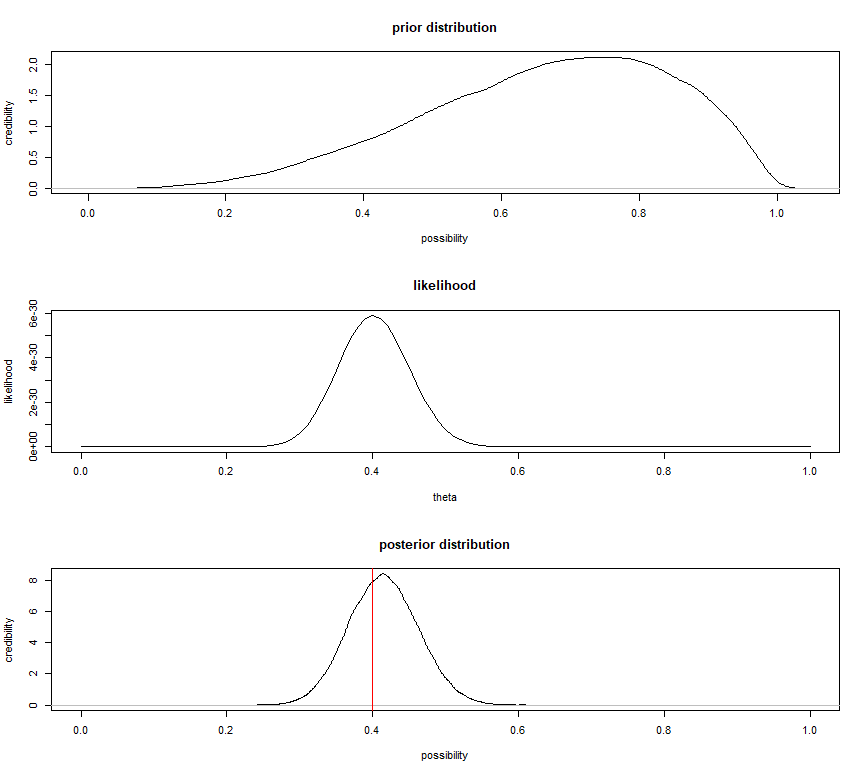 prior distribution
credibility
0.0 0.5 1.0 1.5 2.0
0.0 0.2 0.4 0.6 0.8 1.0
possibility
likelihood
likelihood
0e+00 2e-30 4e-30 6e-30
0.0 0.2 0.4 0.6 0.8 1.0
theta
posterior distribution
credibility
0 2 4 6 8
0.0 0.2 0.4 0.6 0.8 1.0
possibility